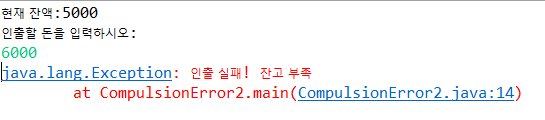 현재 잔액:5000
인출할 돈을 입력하시오:
6000
java.lang.Exception: 인출 실패! 잔고 부족
at CompulsionError2.main(CompulsionError2.java:14)